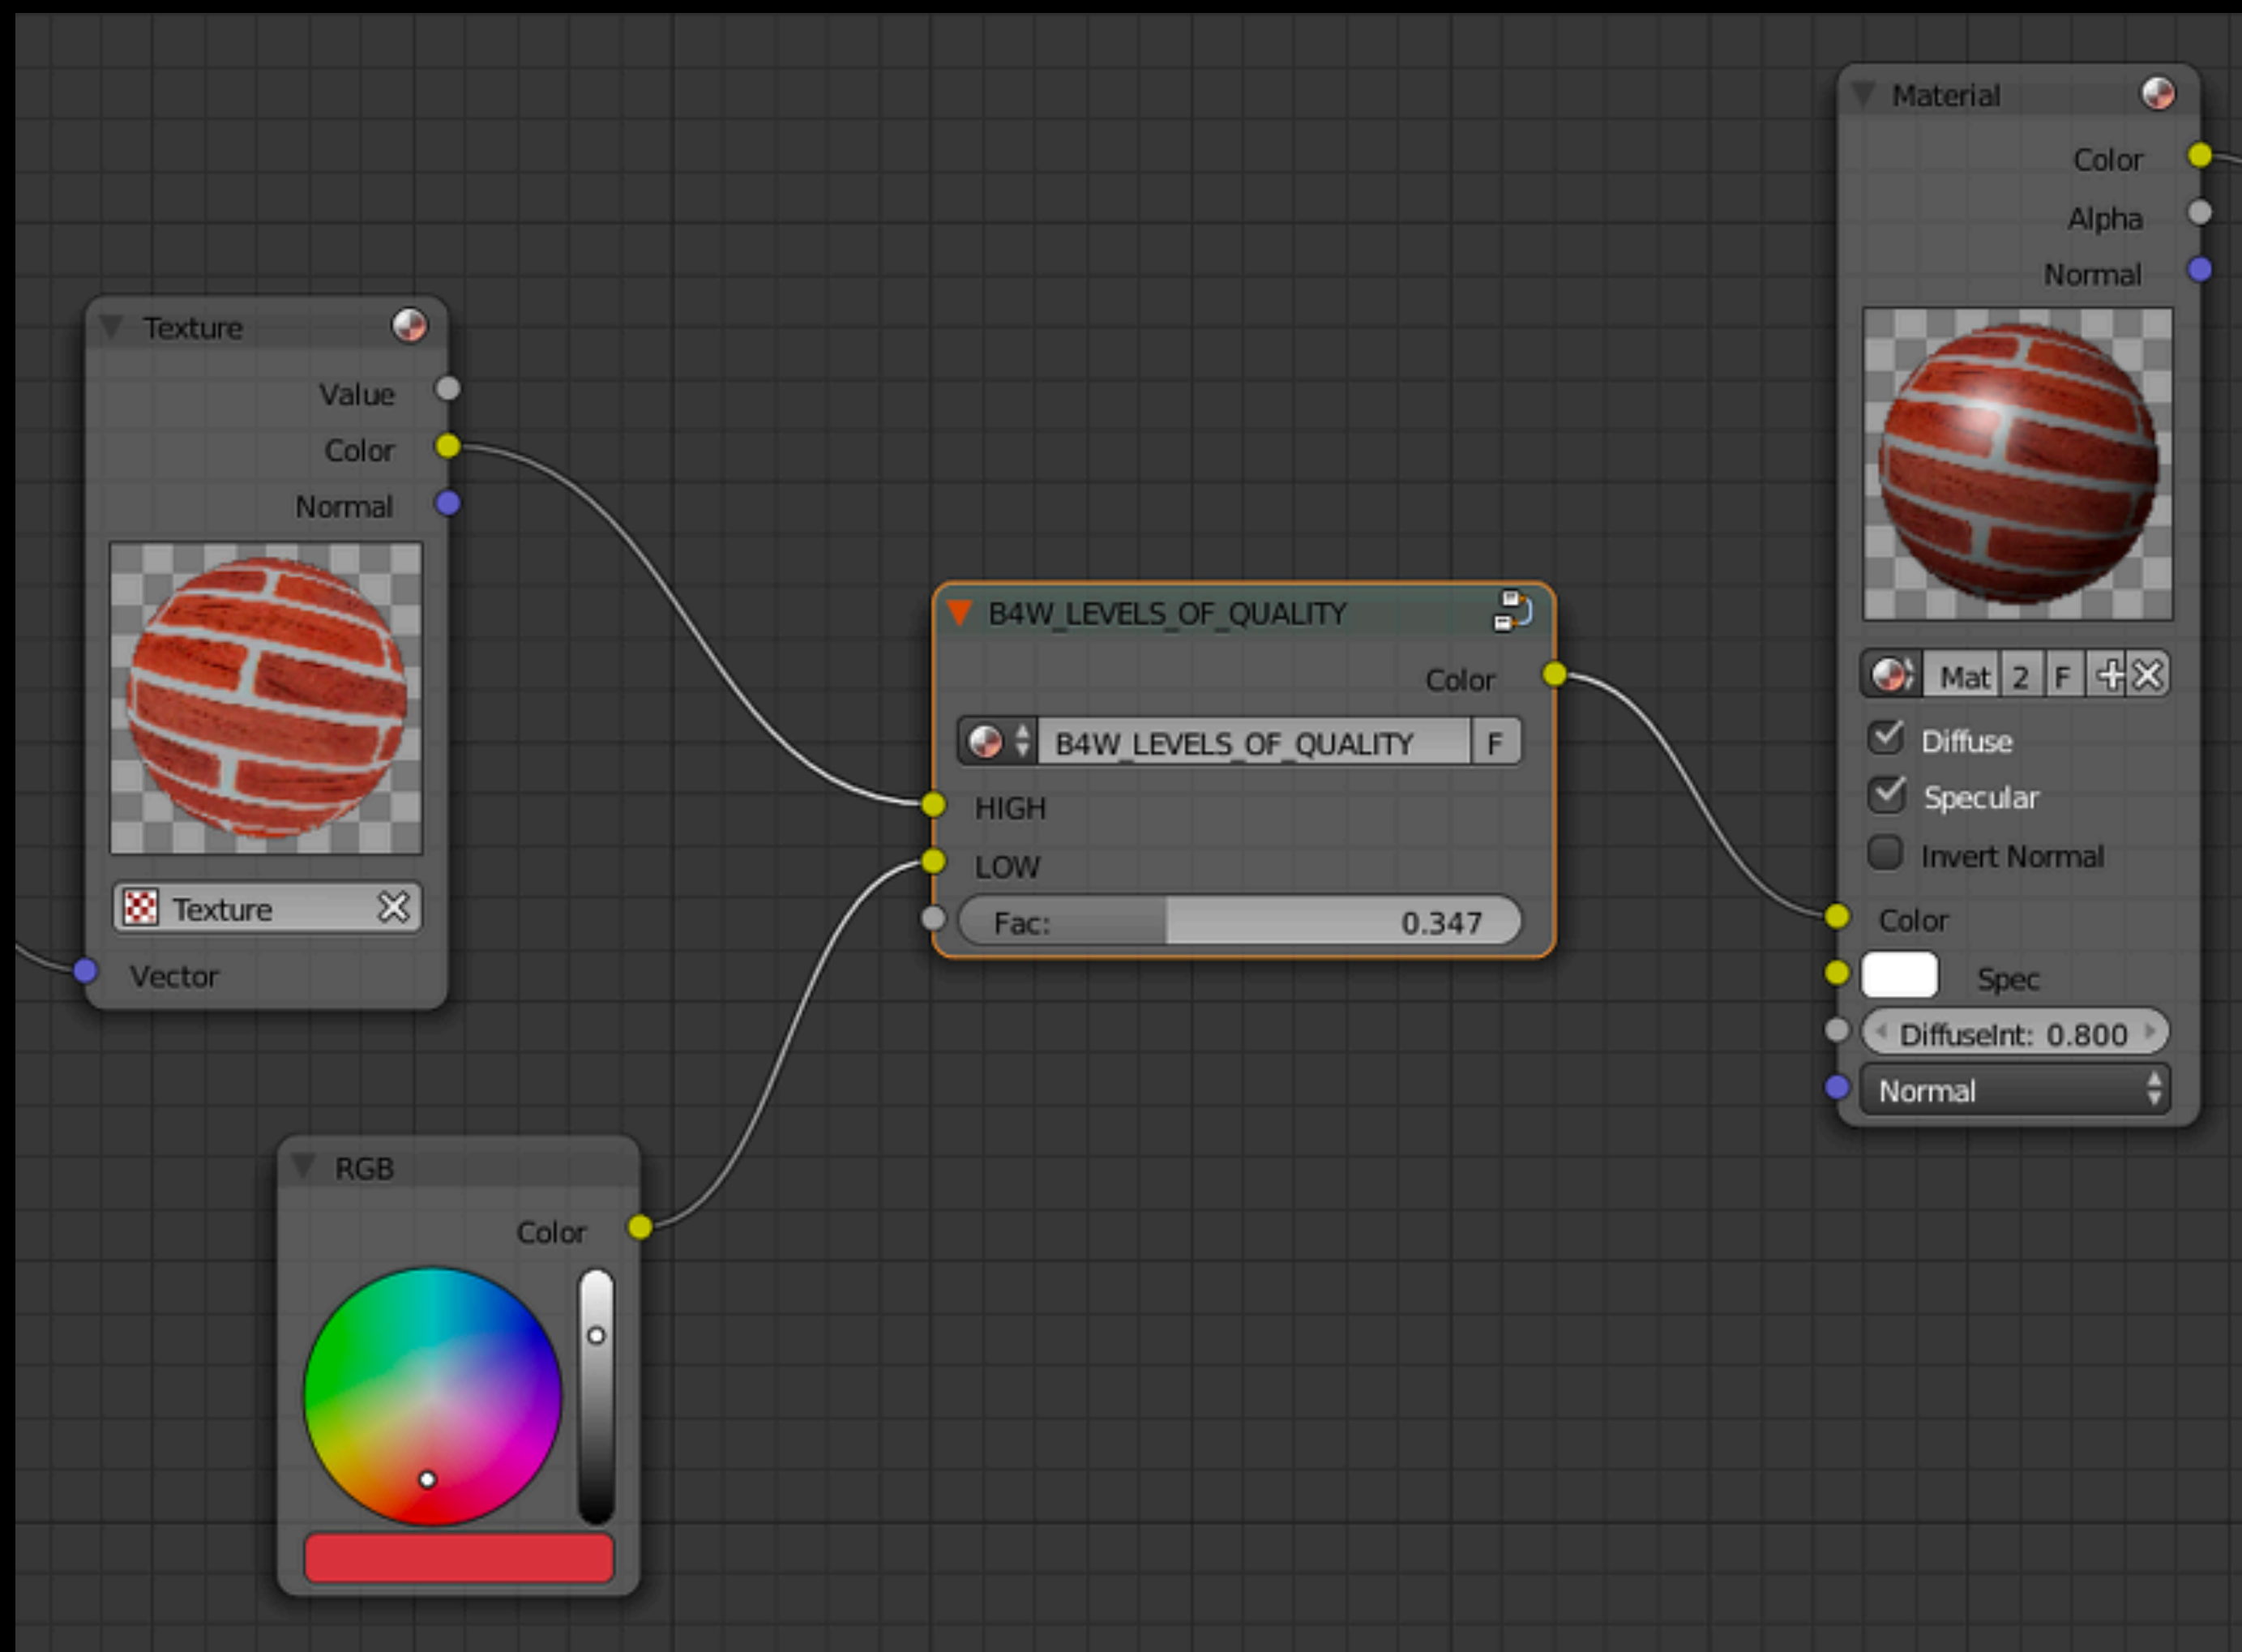 Texture
Value
Color
Normal
Texture
Vector
RGB
Color
B4W_LEVELS_OF_QUALITY
Color
B4W_LEVELS_OF_QUALITY F
HIGH
LOW
Fac: 0.347
Material
Color
Alpha
Normal
Mat 2 F
Diffuse
Specular
Invert Normal
Color
Spec
DiffuseInt: 0.800
Normal